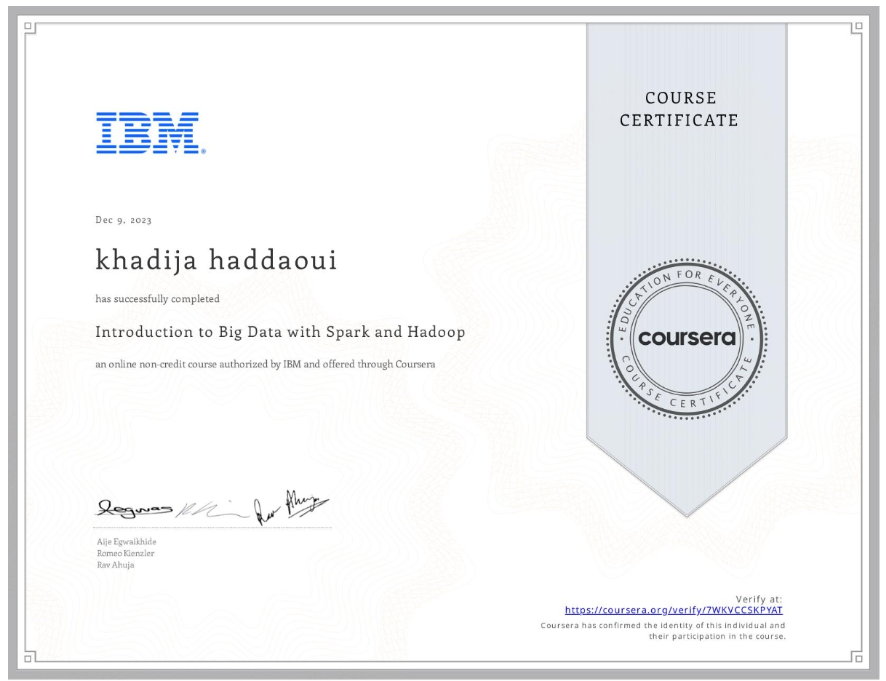 IBM®
Dec 9, 2023
khadija haddaoui
has successfully completed
Introduction to Big Data with Spark and Hadoop
an online non-credit course authorized by IBM and offered through Coursera
Aije Egwaikhide
Romeo Kienzler
Rav Ahuja
COURSE
CERTIFICATE
EDUCATION FOR EVERYONE
coursera
COURSE CERTIFICATE
Verify at:
https://coursera.org/verify/7WKVCCSKPYAT
Coursera has confirmed the identity of this individual and
their participation in the course.